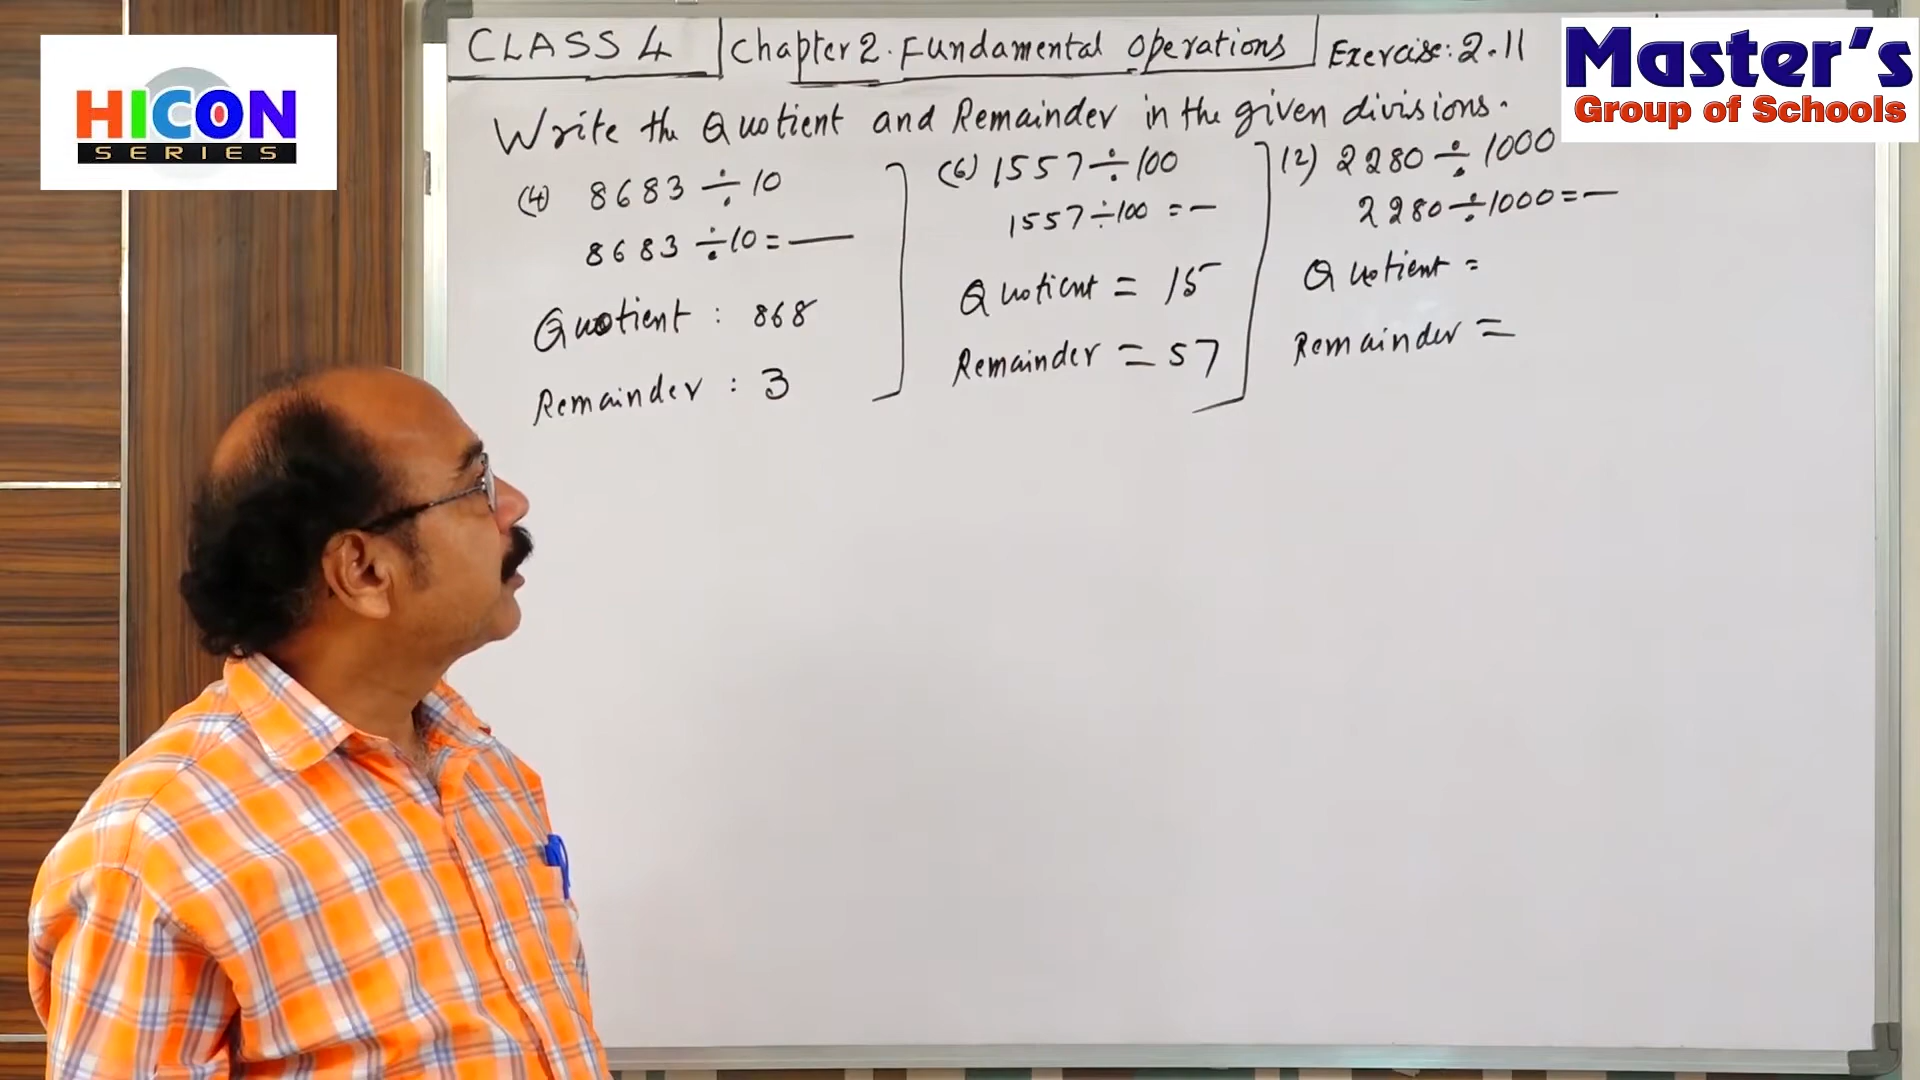 HICON
SERIES
Master's
Group of Schools
CLASS 4 | Chapter 2. Fundamental Operations | Exercise: 2.11
Write the Quotient and Remainder in the given divisions.
(4) 8683 ÷ 10
8683 ÷ 10 = —
Quotient : 868
Remainder : 3
(6) 1557 ÷ 100
1557 ÷ 100 = —
Quotient = 15
Remainder = 57
(12) 2280 ÷ 1000
2280 ÷ 1000 = —
Quotient =
Remainder =